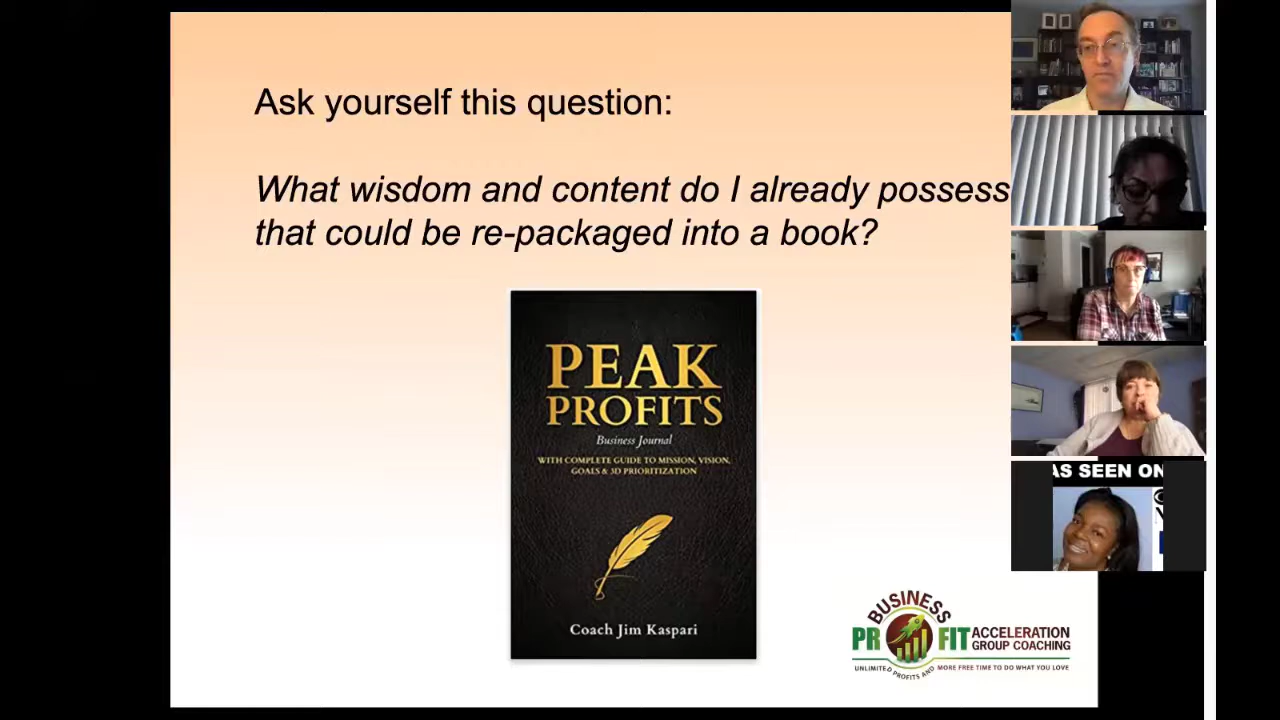 Ask yourself this question:
What wisdom and content do I already possess
that could be re-packaged into a book?
PEAK
PROFITS
Business Journal
WITH COMPLETE GUIDE TO MISSION, VISION,
GOALS & 3D PRIORITIZATION
Coach Jim Kaspari
BUSINESS
PR FIT ACCELERATION
GROUP COACHING
UNLIMITED PROFITS AND MORE FREE TIME TO DO WHAT YOU LOVE
AS SEEN ON